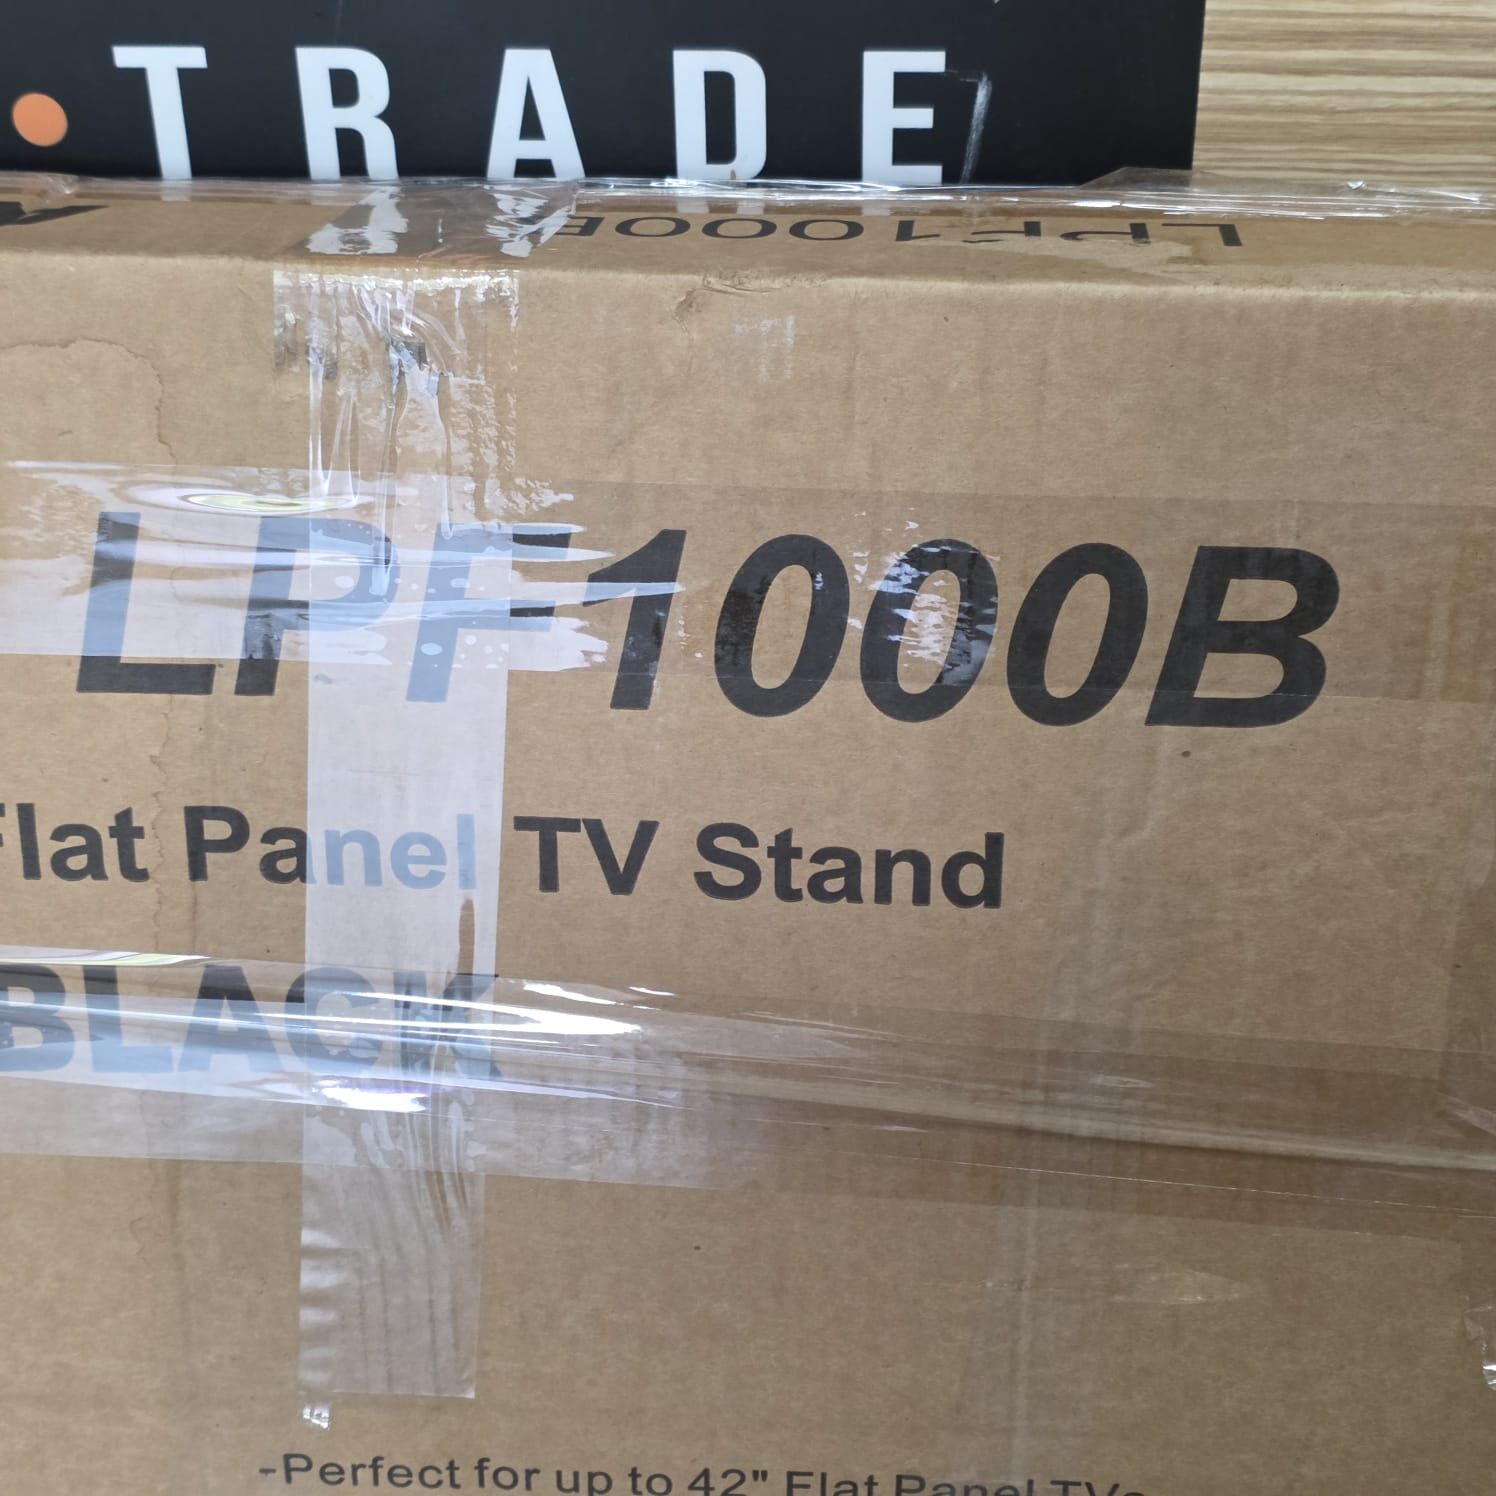 TRADE
LPF1000B
LPF1000B
Flat Panel TV Stand
BLACK
-Perfect for up to 42" Flat Panel TVs